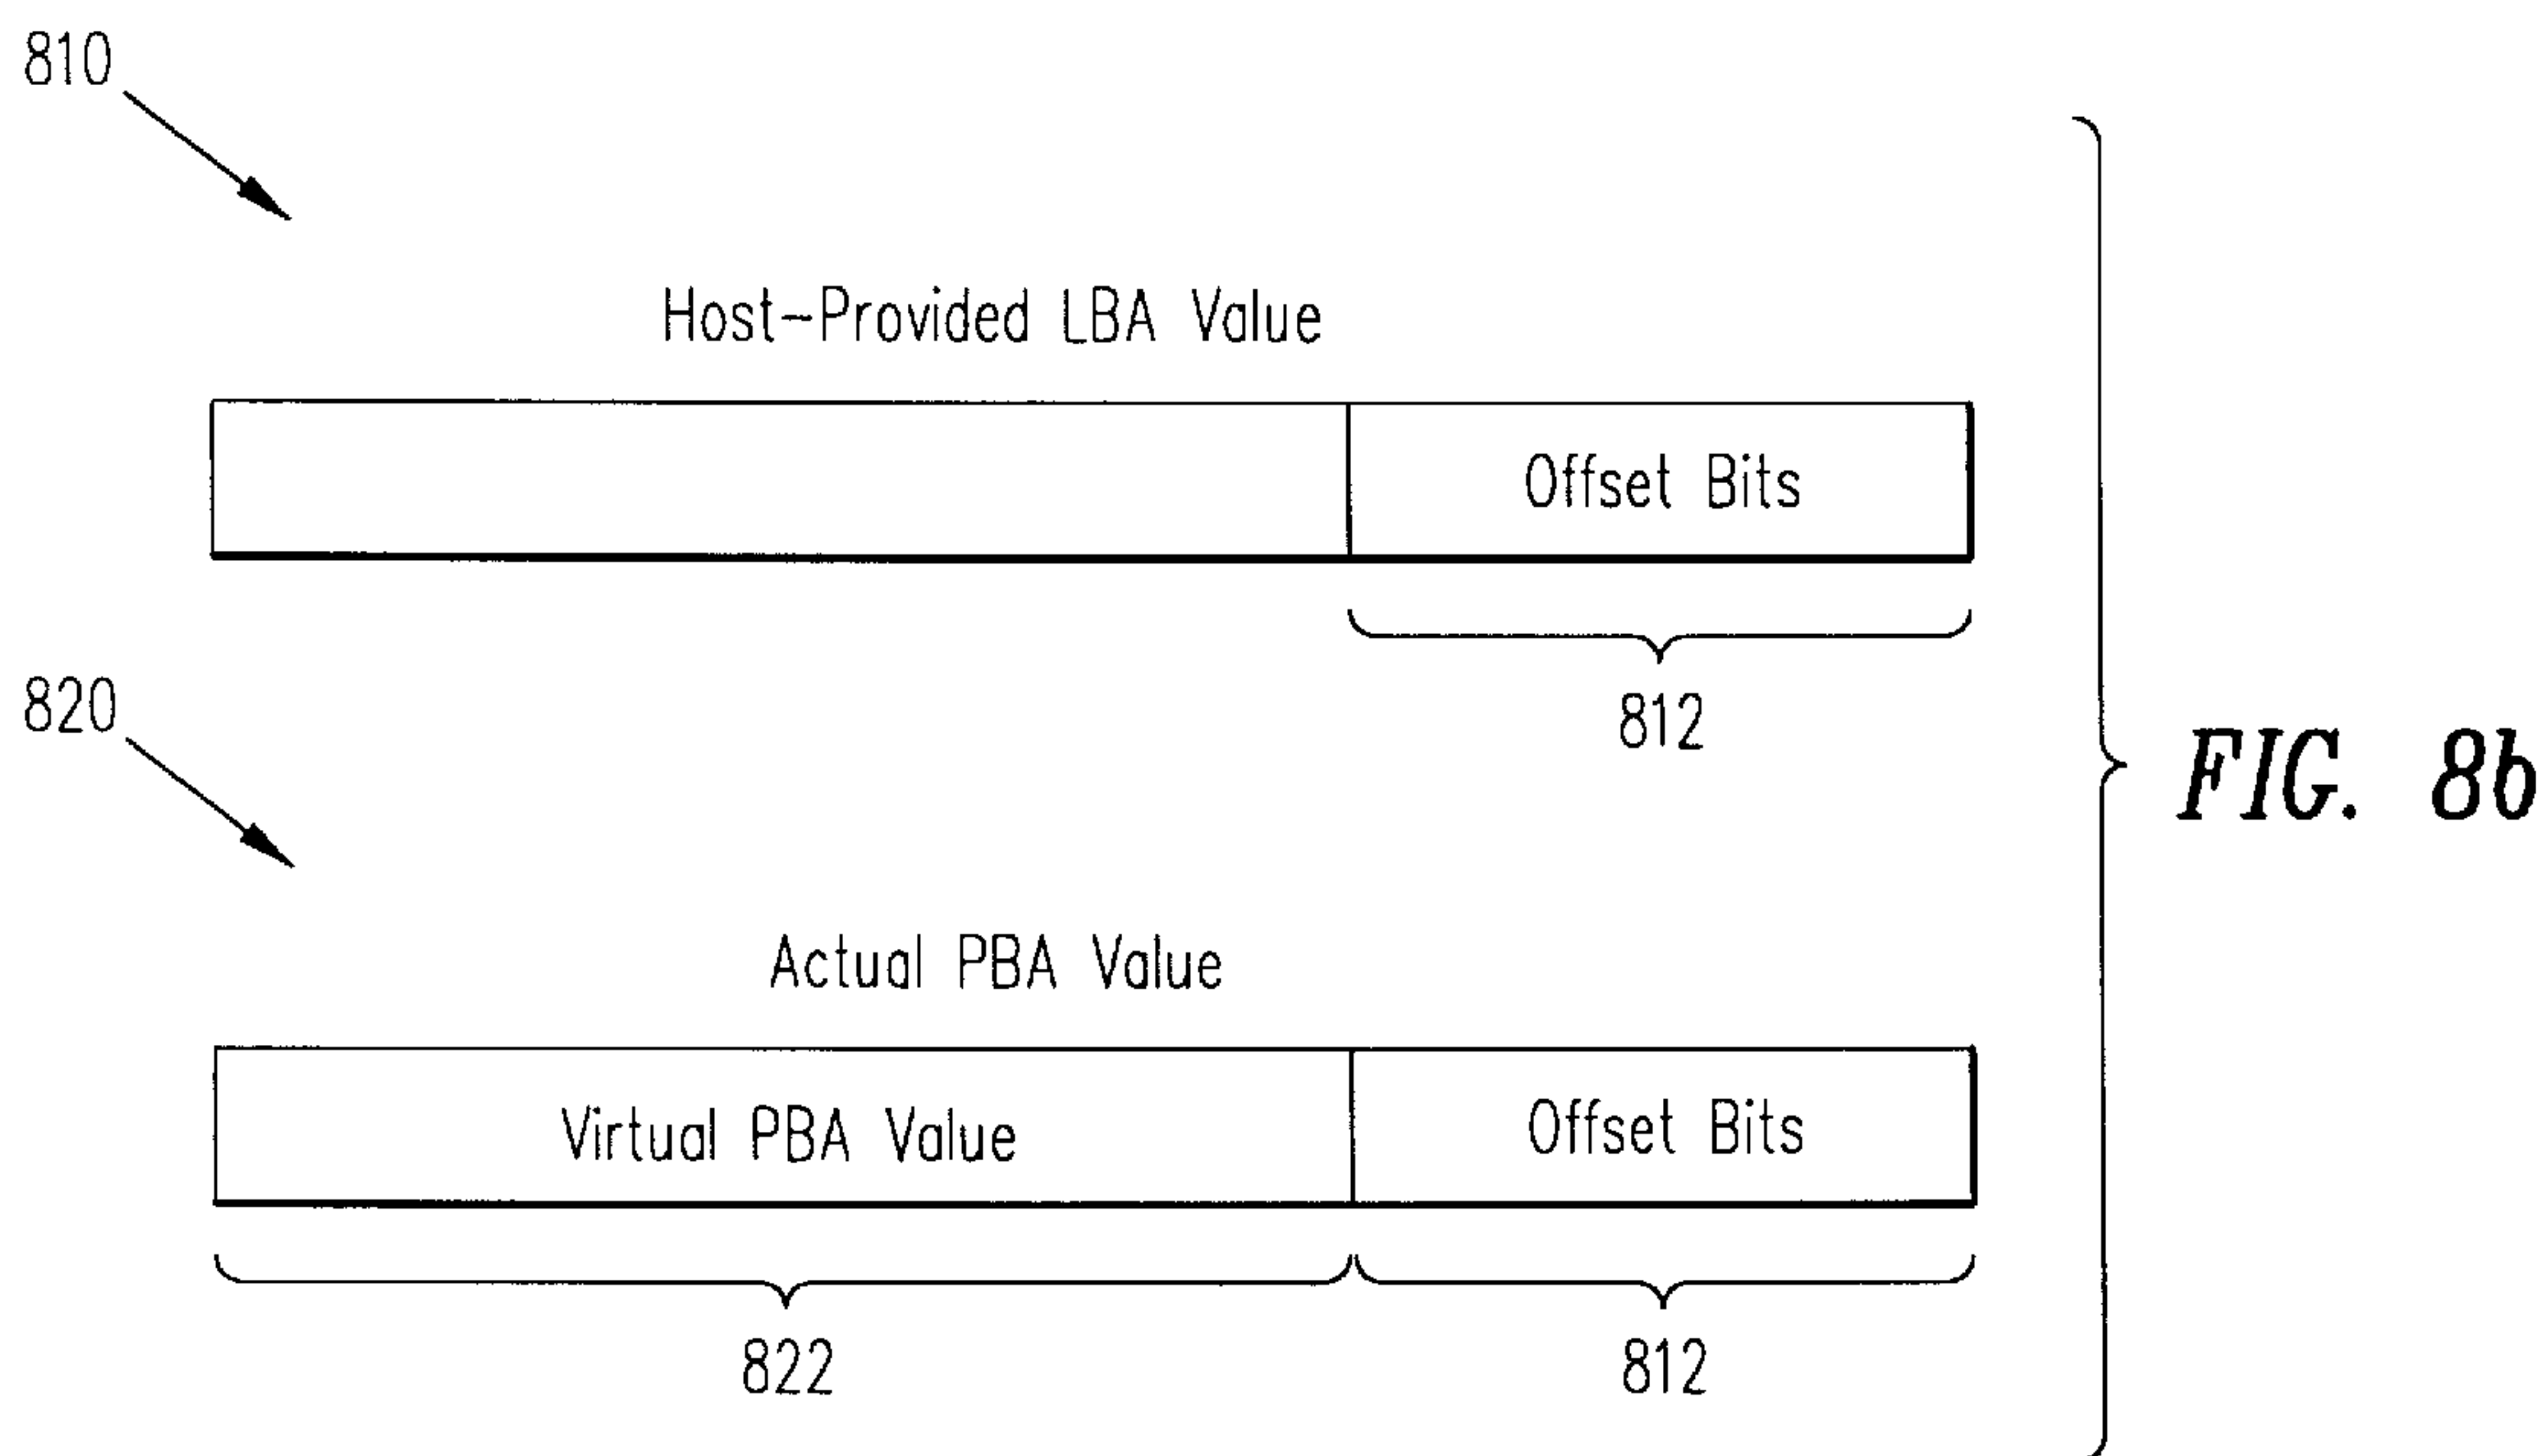 810
Host-Provided LBA Value
Offset Bits
812
820
FIG. 8b
Actual PBA Value
Virtual PBA Value
Offset Bits
822
812